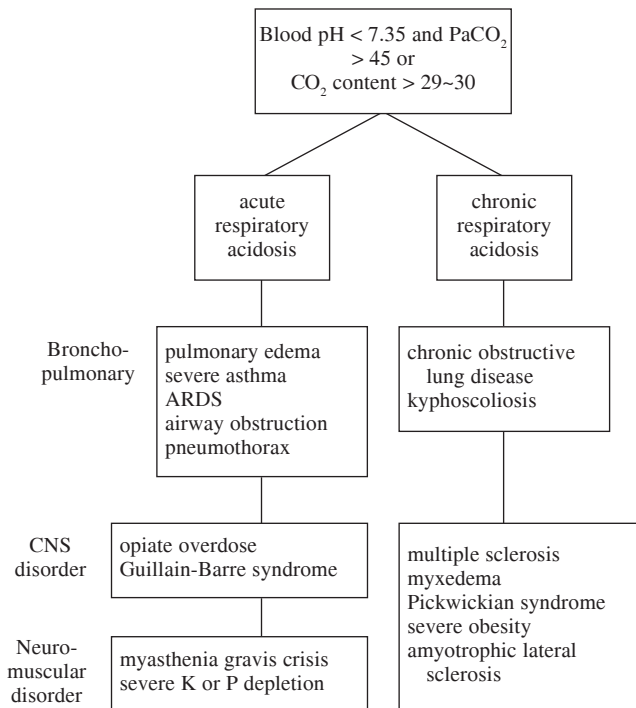 Blood pH < 7.35 and PaCO₂
> 45 or
CO₂ content > 29~30
acute
respiratory
acidosis
chronic
respiratory
acidosis
Broncho-
pulmonary
pulmonary edema
severe asthma
ARDS
airway obstruction
pneumothorax
chronic obstructive
lung disease
kyphoscoliosis
CNS
disorder
opiate overdose
Guillain-Barre syndrome
multiple sclerosis
myxedema
Pickwickian syndrome
severe obesity
amyotrophic lateral
sclerosis
Neuro-
muscular
disorder
myasthenia gravis crisis
severe K or P depletion